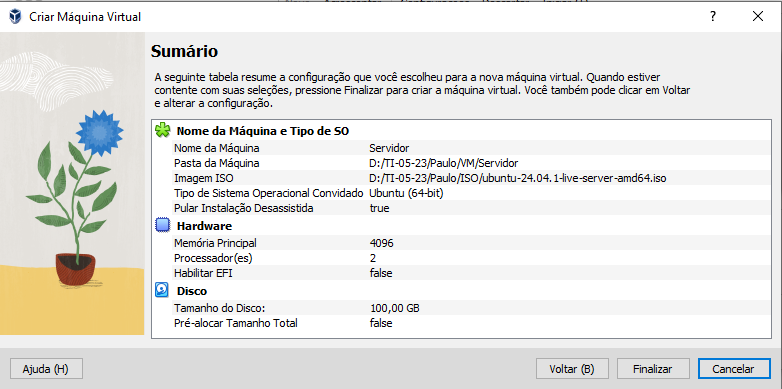 Criar Máquina Virtual
Sumário
A seguinte tabela resume a configuração que você escolheu para a nova máquina virtual. Quando estiver
contente com suas seleções, pressione Finalizar para criar a máquina virtual. Você também pode clicar em Voltar
e alterar a configuração.
Nome da Máquina e Tipo de SO
Nome da Máquina Servidor
Pasta da Máquina D:/TI-05-23/Paulo/VM/Servidor
Imagem ISO D:/TI-05-23/Paulo/ISO/ubuntu-24.04.1-live-server-amd64.iso
Tipo de Sistema Operacional Convidado Ubuntu (64-bit)
Pular Instalação Desassistida true
Hardware
Memória Principal 4096
Processador(es) 2
Habilitar EFI false
Disco
Tamanho do Disco: 100,00 GB
Pré-alocar Tamanho Total false
Ajuda (H) Voltar (B) Finalizar Cancelar